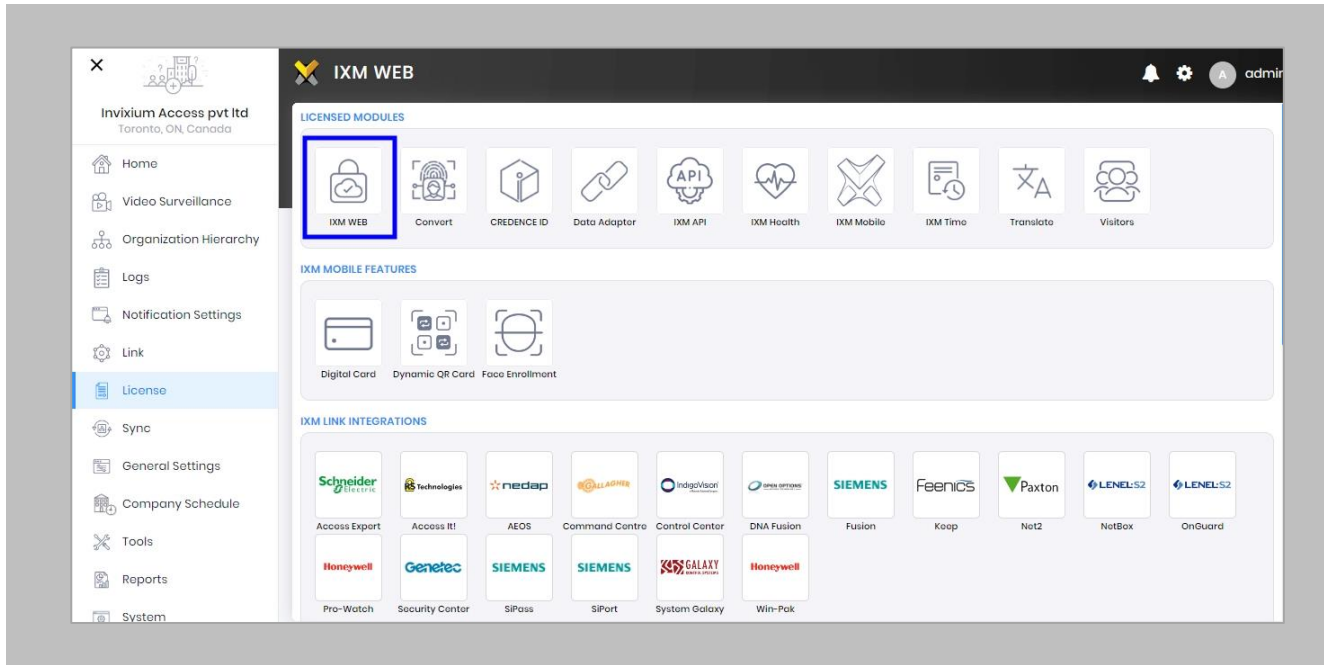 Invixium Access pvt ltd
Toronto, ON, Canada
Home
Video Surveillance
Organization Hierarchy
Logs
Notification Settings
Link
License
Sync
General Settings
Company Schedule
Tools
Reports
System
IXM WEB
A admin
LICENSED MODULES
API
IXM WEB Convert CREDENCE ID Data Adaptor IXM API IXM Health IXM Mobile IXM Time Translate Visitors
IXM MOBILE FEATURES
Digital Card Dynamic QR Card Face Enrollment
IXM LINK INTEGRATIONS
Schneider Electric RS Technologies nedap GALLAGHER IndigoVision OPEN OPTIONS SIEMENS Feenics Paxton LENEL·S2 LENEL·S2
Access Expert Access It! AEOS Command Centre Control Center DNA Fusion Fusion Keep Net2 NetBox OnGuard
Honeywell Genetec SIEMENS SIEMENS GALAXY Honeywell
Pro-Watch Security Center SiPass SiPort System Galaxy Win-Pak